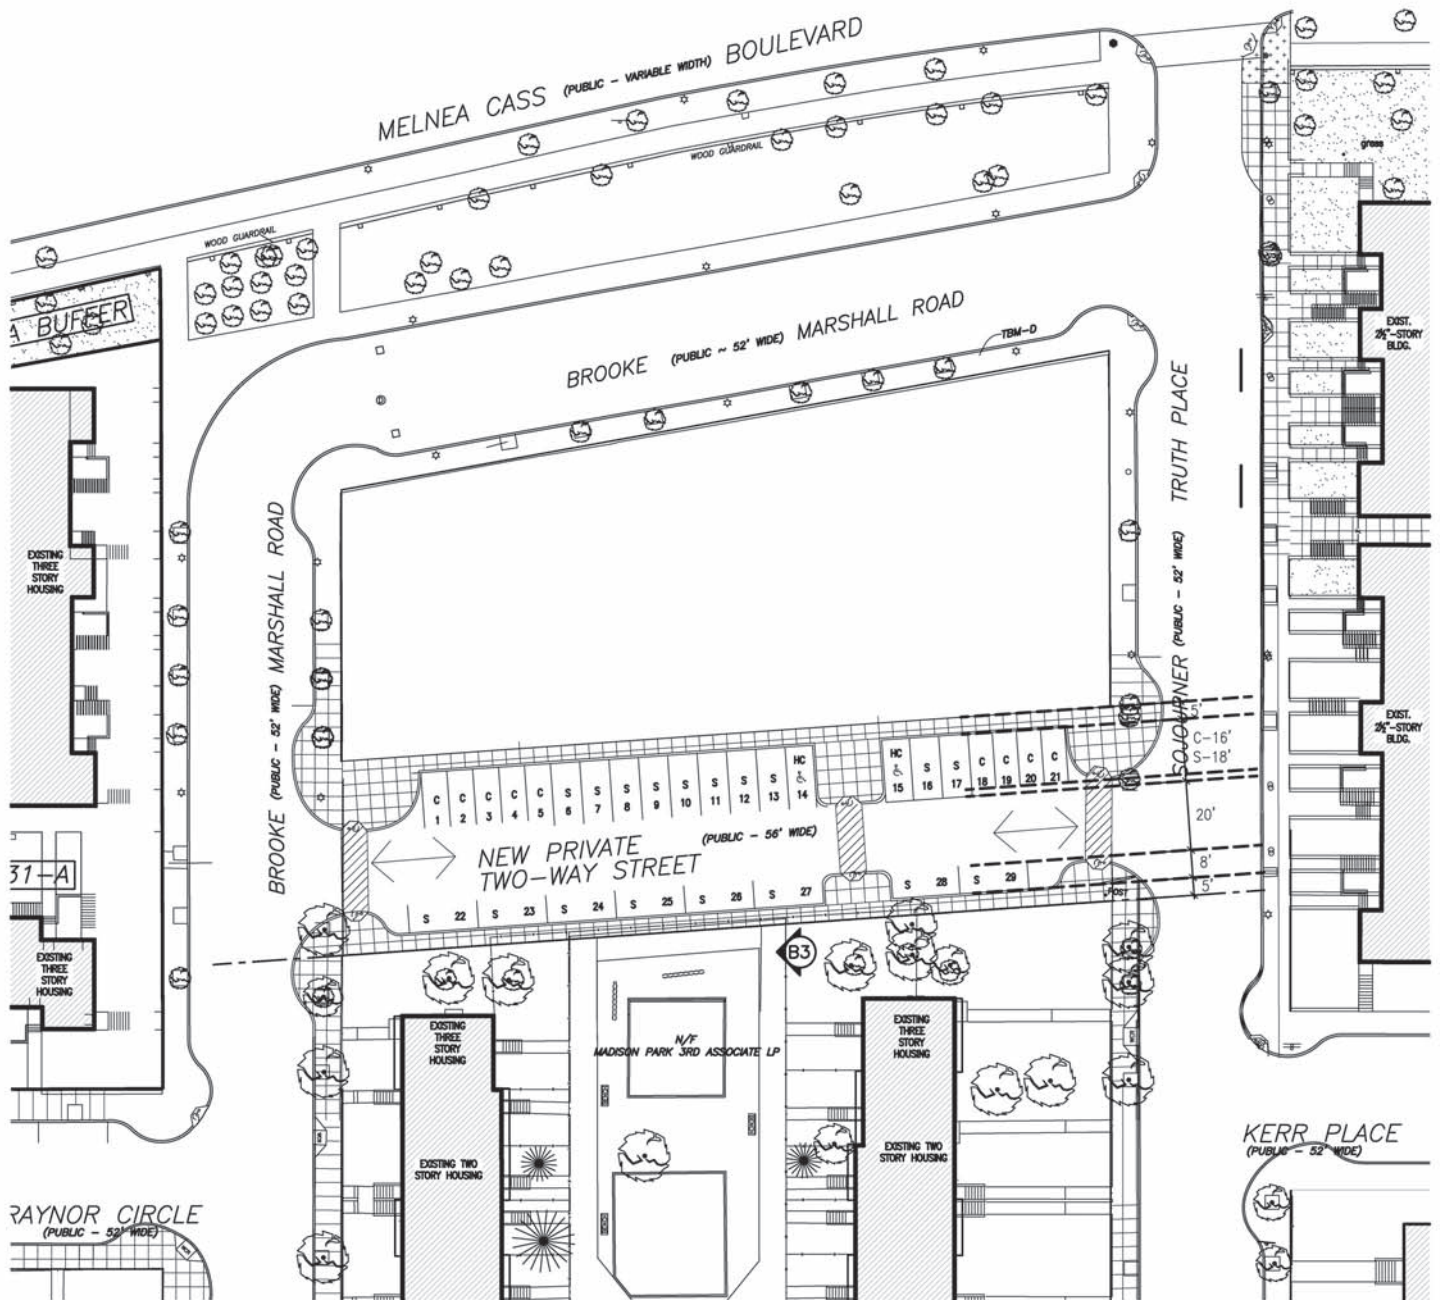 MELNEA CASS (PUBLIC - VARIABLE WIDTH) BOULEVARD
WOOD GUARDRAIL
WOOD GUARDRAIL
A BUFFER
grass
BROOKE (PUBLIC ~ 52' WIDE) MARSHALL ROAD
TBM-D
EXIST.
2½"-STORY
BLDG.
SOJOURNER (PUBLIC - 52' WIDE) TRUTH PLACE
BROOKE (PUBLIC - 52' WIDE) MARSHALL ROAD
EXISTING
THREE
STORY
HOUSING
EXIST.
2½"-STORY
BLDG.
5'
C-16'
S-18'
20'
8'
5'
C C C C C S S S S S S S S HC
1 2 3 4 5 6 7 8 9 10 11 12 13 14
HC S S C C C C
15 16 17 18 19 20 21
(PUBLIC - 56' WIDE)
NEW PRIVATE
TWO-WAY STREET
S 22 S 23 S 24 S 25 S 26 S 27
S 28 S 29
POST
31-A
EXISTING
THREE
STORY
HOUSING
B3
EXISTING
THREE
STORY
HOUSING
N/F
MADISON PARK 3RD ASSOCIATE LP
EXISTING
THREE
STORY
HOUSING
EXISTING TWO
STORY HOUSING
EXISTING TWO
STORY HOUSING
KERR PLACE
(PUBLIC - 52' WIDE)
RAYNOR CIRCLE
(PUBLIC - 52' WIDE)